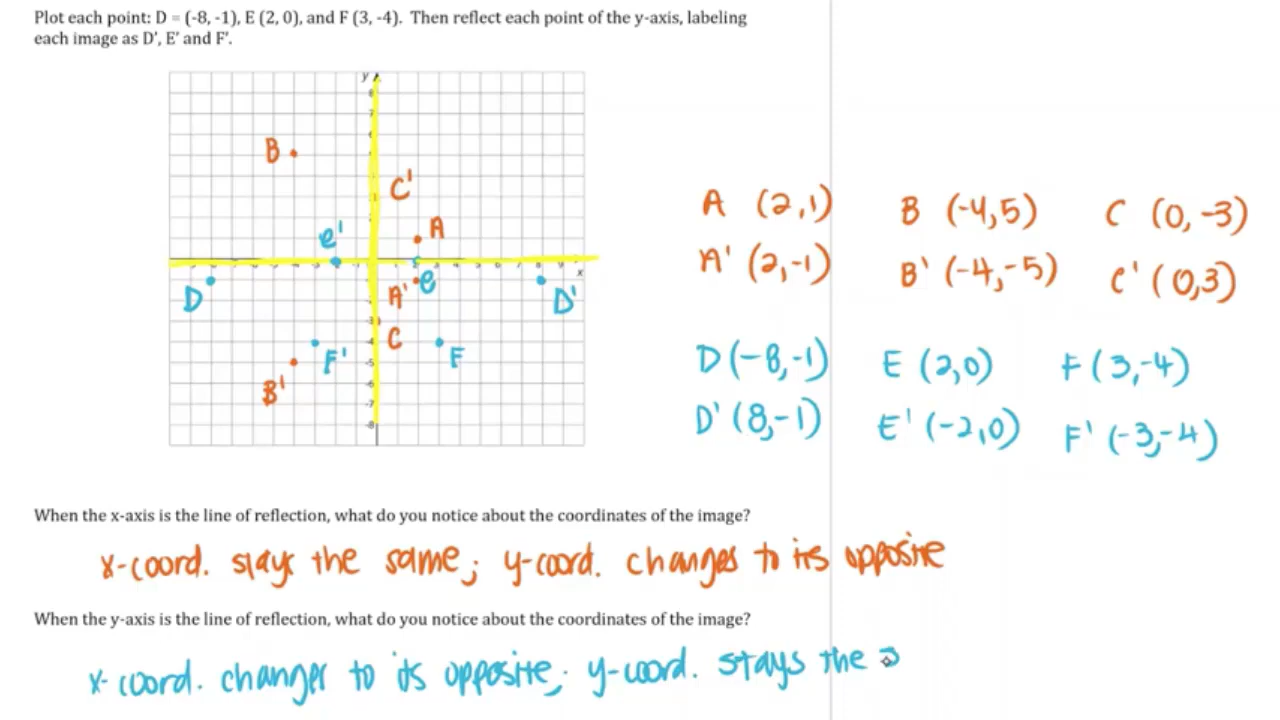 Plot each point: D = (-8, -1), E (2, 0), and F (3, -4). Then reflect each point of the y-axis, labeling
each image as D', E' and F'.
y
B
C'
A
e'
x
D
A'
e
D'
C
F'
F
B'
A (2,1) B (-4,5) C (0,-3)
A' (2,-1) B' (-4,-5) C' (0,3)
D (-8,-1) E (2,0) F (3,-4)
D' (8,-1) E' (-2,0) F' (-3,-4)
When the x-axis is the line of reflection, what do you notice about the coordinates of the image?
x-coord. stays the same; y-coord. changes to its opposite
When the y-axis is the line of reflection, what do you notice about the coordinates of the image?
x-coord. changes to its opposite; y-coord. stays the s